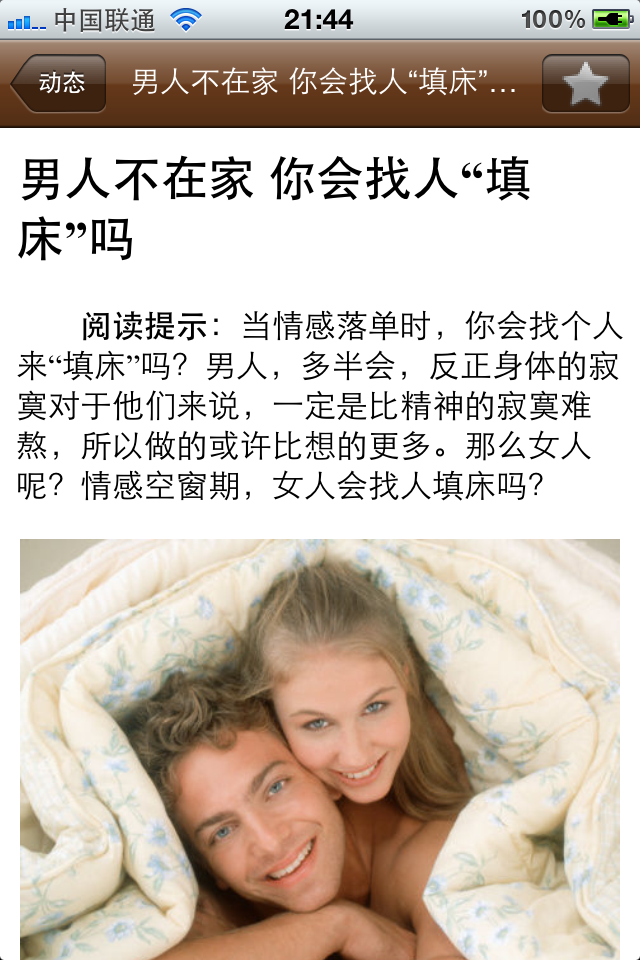 中国联通 21:44 100%
动态 男人不在家 你会找人“填床”…
男人不在家 你会找人“填
床”吗
阅读提示：当情感落单时，你会找个人
来“填床”吗？男人，多半会，反正身体的寂
寞对于他们来说，一定是比精神的寂寞难
熬，所以做的或许比想的更多。那么女人
呢？情感空窗期，女人会找人填床吗？